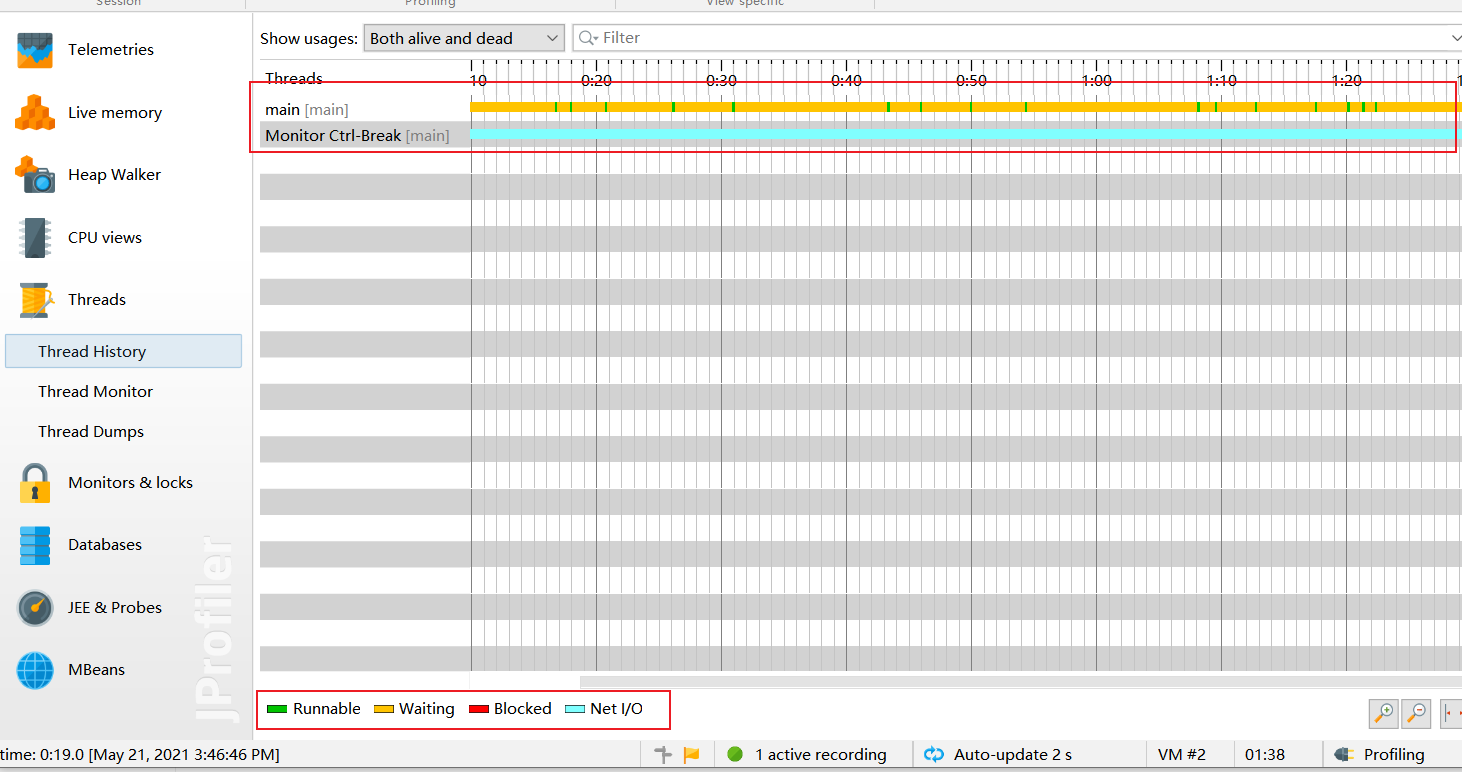 Session Profiling View specific
Show usages: Both alive and dead Filter
Telemetries
Threads 10 0:20 0:30 0:40 0:50 1:00 1:10 1:20
main [main]
Live memory
Monitor Ctrl-Break [main]
Heap Walker
CPU views
Threads
Thread History
Thread Monitor
Thread Dumps
Monitors & locks
Databases
JEE & Probes
MBeans
JProfiler
Runnable Waiting Blocked Net I/O
time: 0:19.0 [May 21, 2021 3:46:46 PM] 1 active recording Auto-update 2 s VM #2 01:38 Profiling